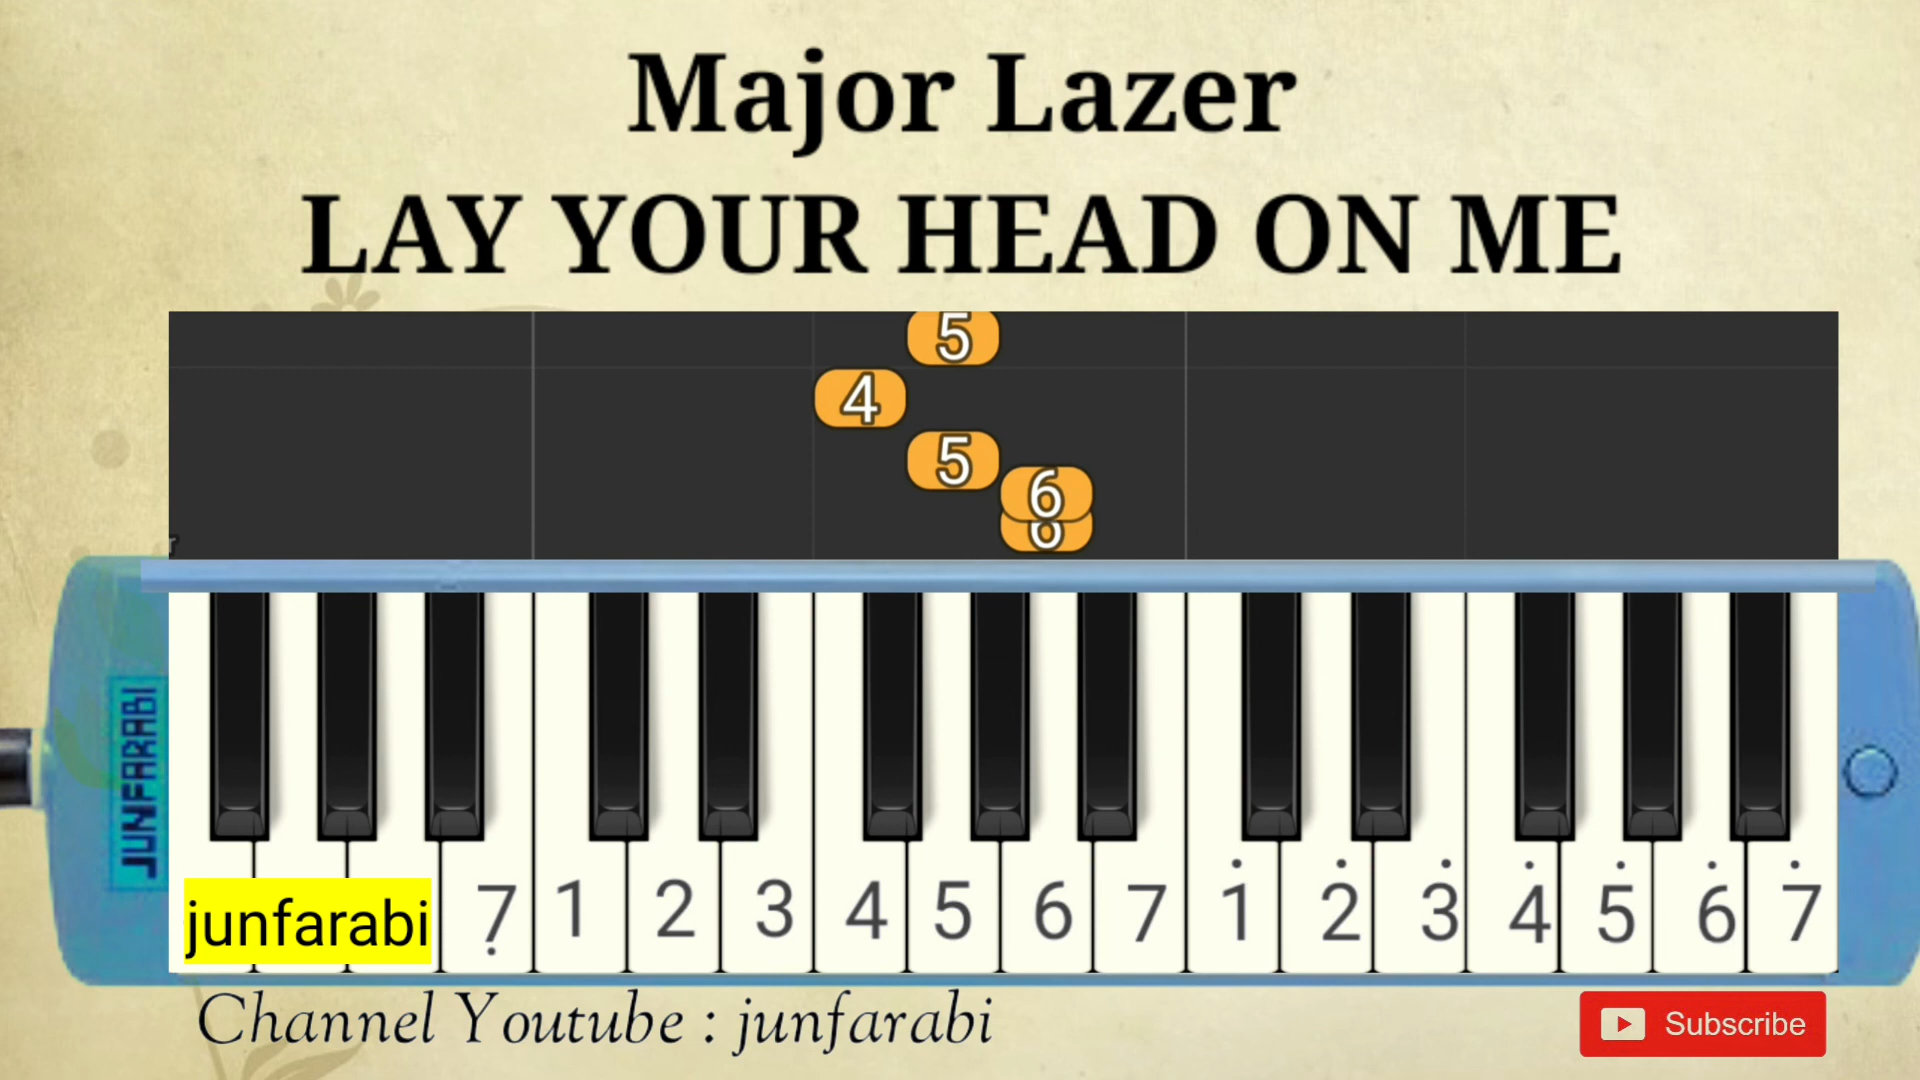 Major Lazer
LAY YOUR HEAD ON ME
5
4
5
6
6
JUNFARABI
junfarabi 7̣ 1 2 3 4 5 6 7 1̇ 2̇ 3̇ 4̇ 5̇ 6̇ 7̇
Channel Youtube : junfarabi
Subscribe